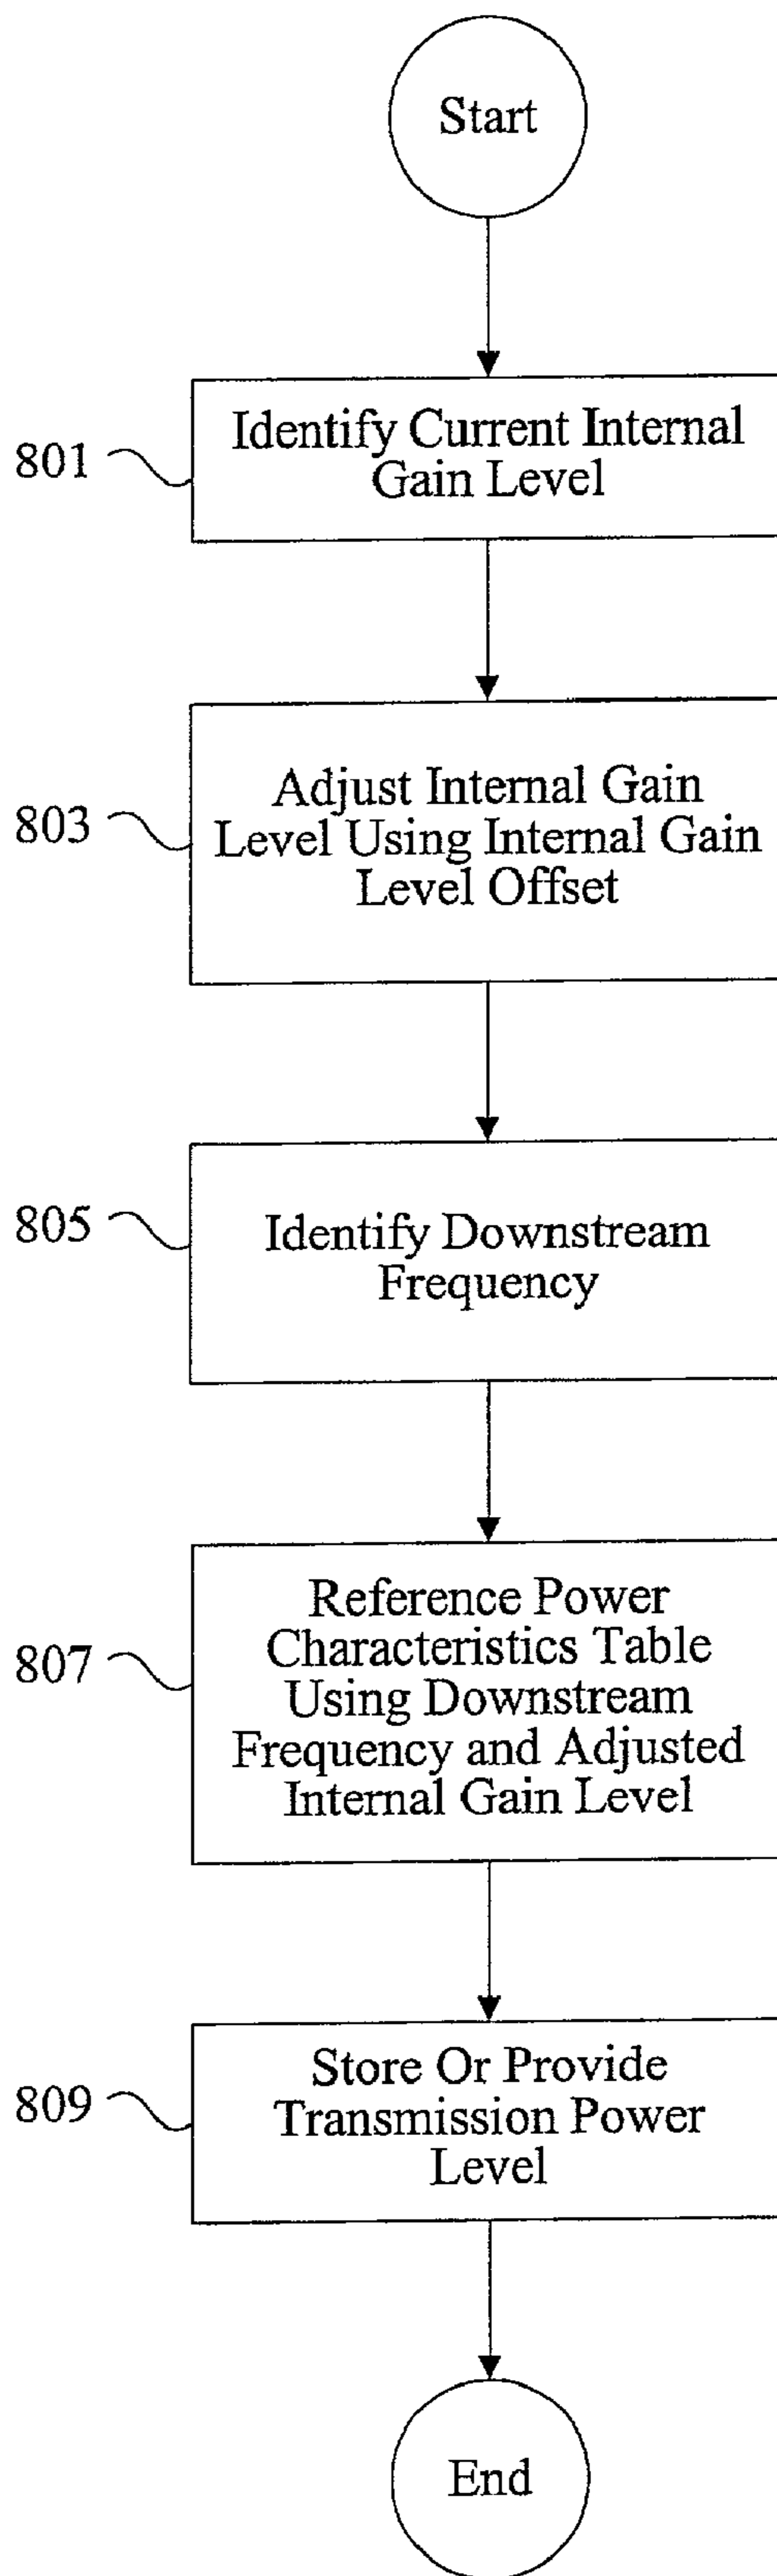 Start
801
Identify Current Internal
Gain Level
803
Adjust Internal Gain
Level Using Internal Gain
Level Offset
805
Identify Downstream
Frequency
807
Reference Power
Characteristics Table
Using Downstream
Frequency and Adjusted
Internal Gain Level
809
Store Or Provide
Transmission Power
Level
End